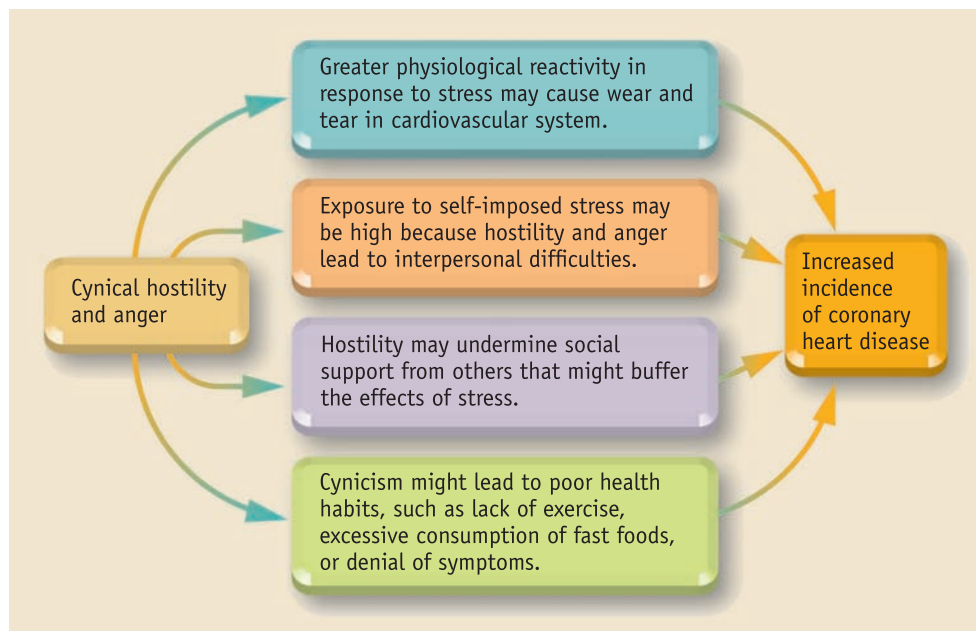 Greater physiological reactivity in
response to stress may cause wear and
tear in cardiovascular system.
Exposure to self-imposed stress may
be high because hostility and anger
lead to interpersonal difficulties.
Cynical hostility
and anger
Increased
incidence
of coronary
heart disease
Hostility may undermine social
support from others that might buffer
the effects of stress.
Cynicism might lead to poor health
habits, such as lack of exercise,
excessive consumption of fast foods,
or denial of symptoms.